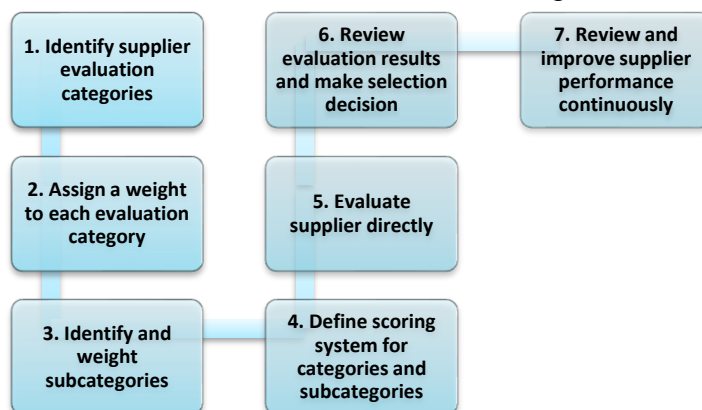 1. Identify supplier
evaluation
categories
2. Assign a weight
to each evaluation
category
3. Identify and
weight
subcategories
4. Define scoring
system for
categories and
subcategories
5. Evaluate
supplier directly
6. Review
evaluation results
and make selection
decision
7. Review and
improve supplier
performance
continuously